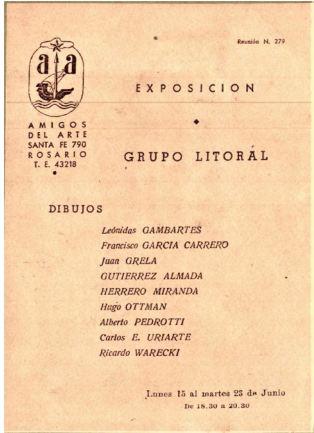 Reunión N. 279
aa
EXPOSICION
AMIGOS
DEL ARTE
SANTA FE 790
ROSARIO
T. E. 43218
GRUPO LITORAL
DIBUJOS
Leónidas GAMBARTES
Francisco GARCIA CARRERO
Juan GRELA
GUTIERREZ ALMADA
HERRERO MIRANDA
Hugo OTTMAN
Alberto PEDROTTI
Carlos E. URIARTE
Ricardo WARECKI
Lunes 15 al martes 23 de Junio
De 18.30 a 20.30